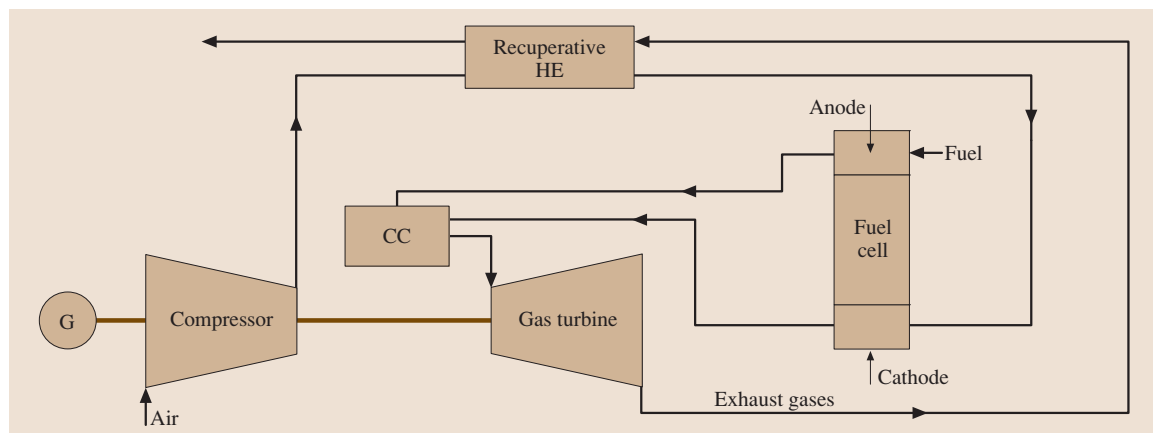 Recuperative
HE
Anode
Fuel
CC
Fuel
cell
G
Compressor
Gas turbine
Cathode
Exhaust gases
Air